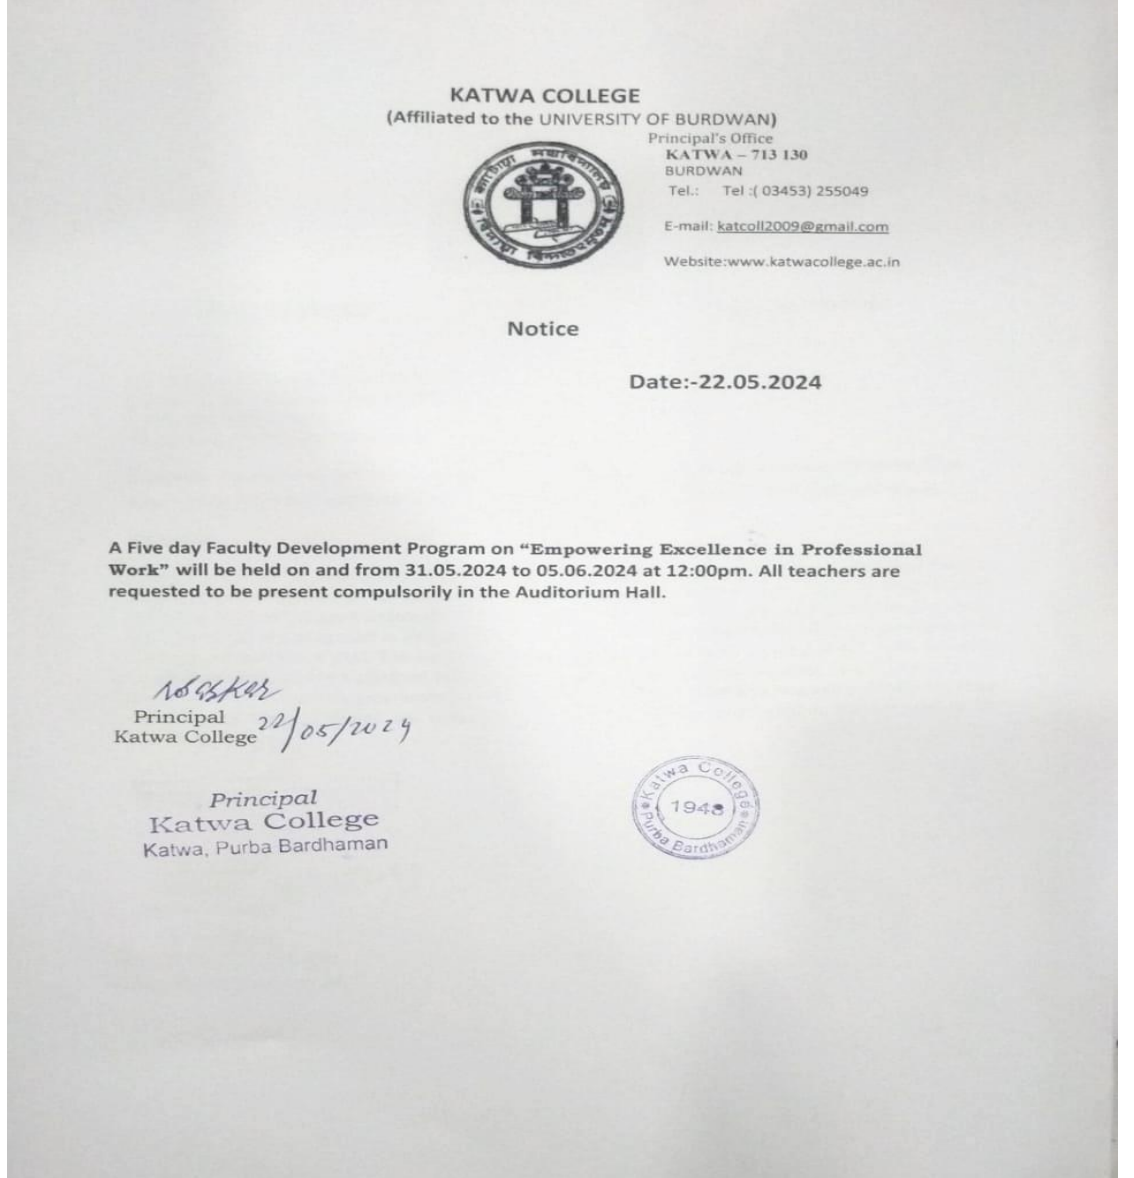 KATWA COLLEGE
(Affiliated to the UNIVERSITY OF BURDWAN)
Principal's Office
KATWA – 713 130
BURDWAN
Tel.: Tel :( 03453) 255049
E-mail: katcoll2009@gmail.com
Website:www.katwacollege.ac.in
Notice
Date:-22.05.2024
A Five day Faculty Development Program on “Empowering Excellence in Professional
Work” will be held on and from 31.05.2024 to 05.06.2024 at 12:00pm. All teachers are
requested to be present compulsorily in the Auditorium Hall.
Principal
Katwa College 22/05/2024
Principal
Katwa College
Katwa, Purba Bardhaman
Katwa College
1948
Purba Bardhaman